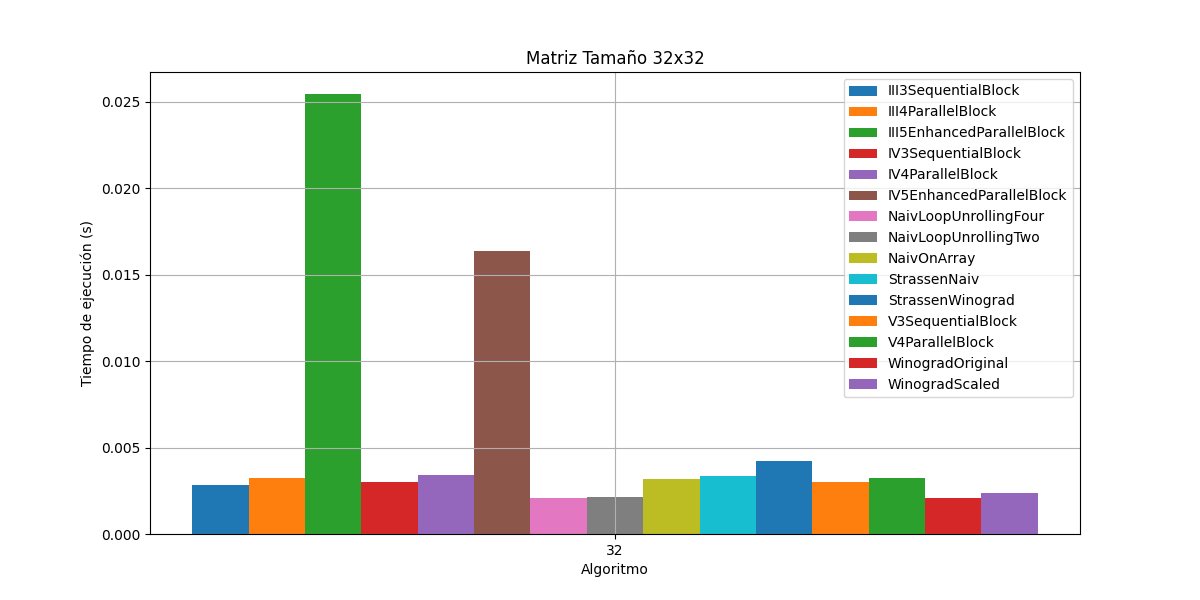 Matriz Tamaño 32x32
Tiempo de ejecución (s)
0.025
0.020
0.015
0.010
0.005
0.000
III3SequentialBlock
III4ParallelBlock
III5EnhancedParallelBlock
IV3SequentialBlock
IV4ParallelBlock
IV5EnhancedParallelBlock
NaivLoopUnrollingFour
NaivLoopUnrollingTwo
NaivOnArray
StrassenNaiv
StrassenWinograd
V3SequentialBlock
V4ParallelBlock
WinogradOriginal
WinogradScaled
32
Algoritmo